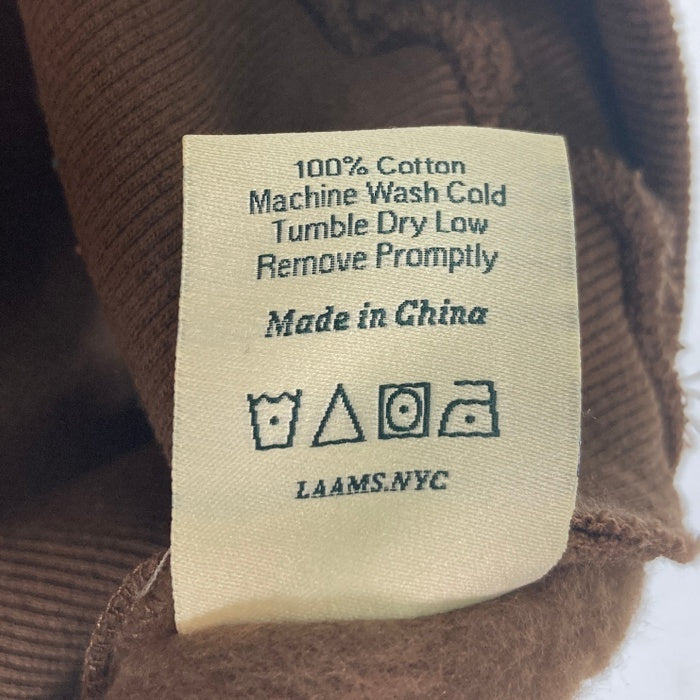 100% Cotton
Machine Wash Cold
Tumble Dry Low
Remove Promptly
Made in China
LAAMS.NYC